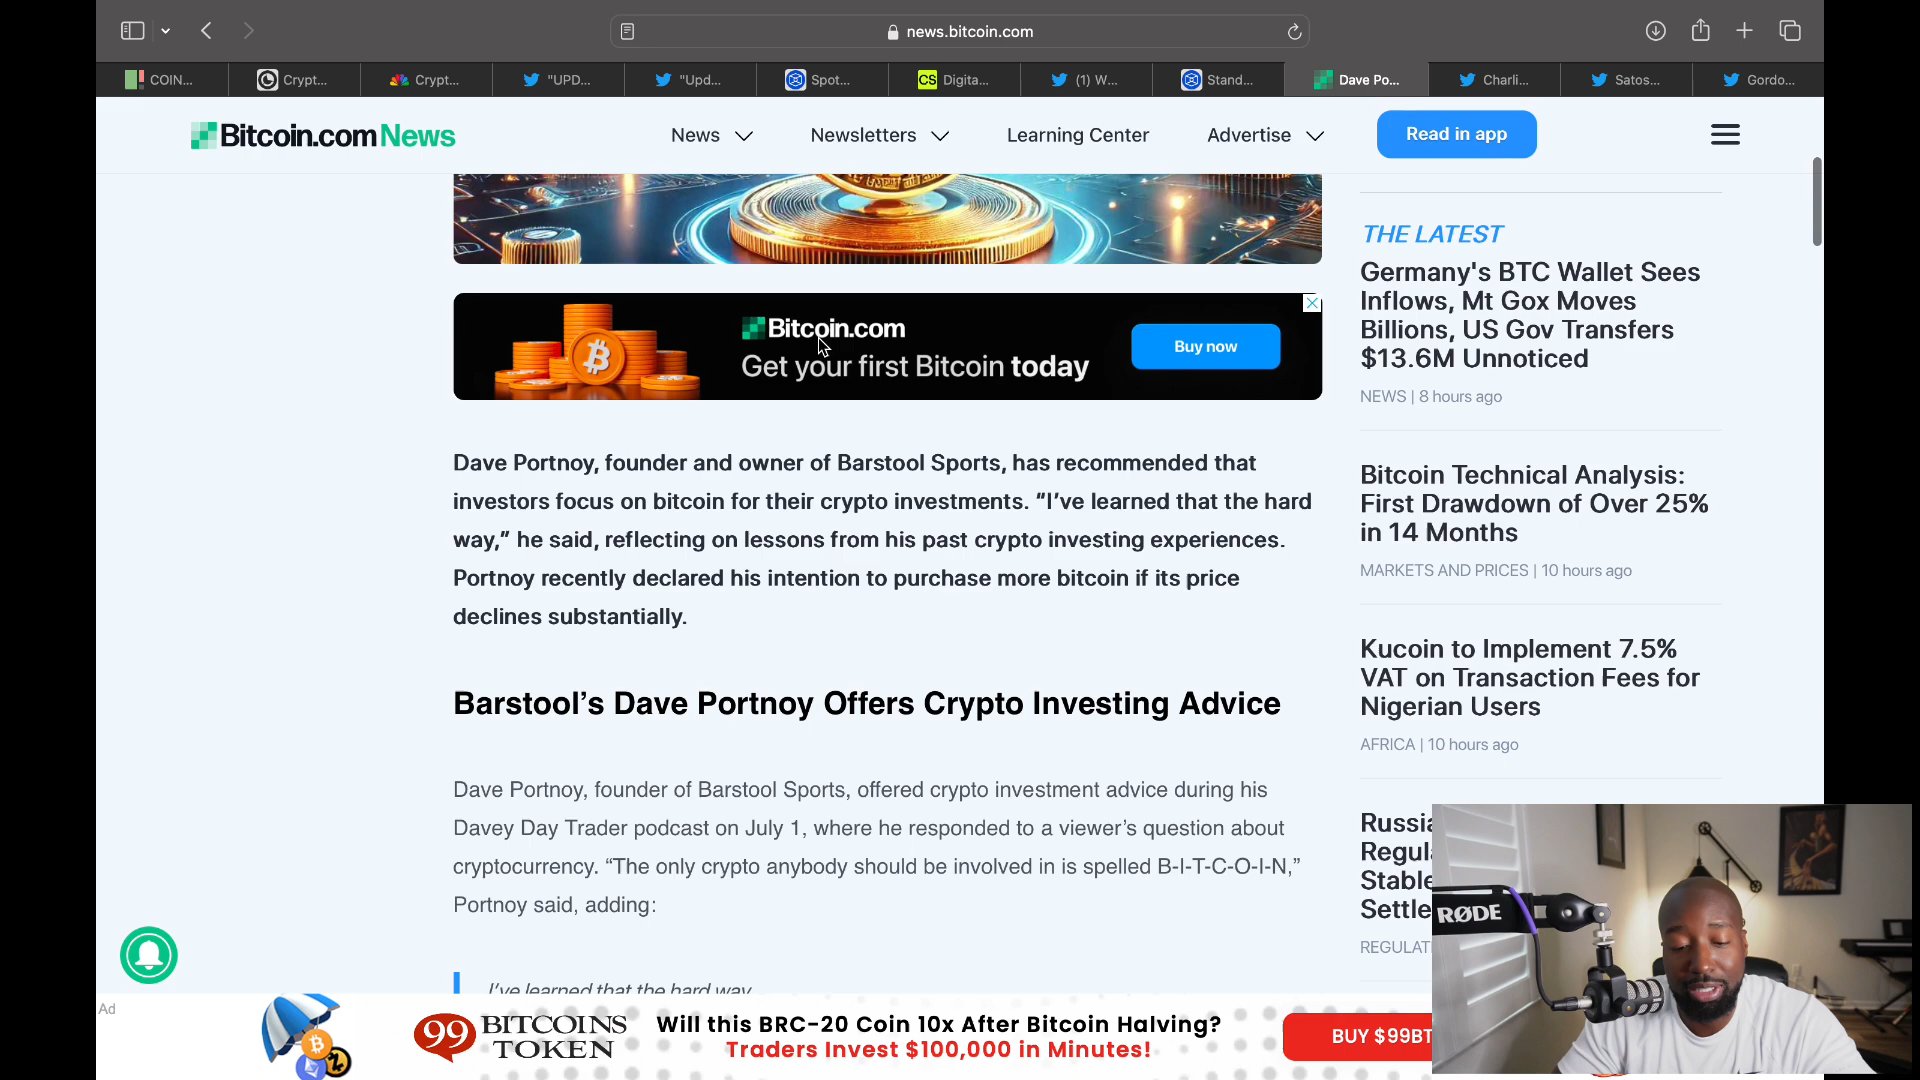 news.bitcoin.com
COIN...
Crypt...
Crypt...
"UPD...
"Upd...
Spot...
CS Digita...
(1) W...
Stand...
Dave Po...
Charli...
Satos...
Gordo...
Bitcoin.com News
News
Newsletters
Learning Center
Advertise
Read in app
Bitcoin.com
Get your first Bitcoin today
Buy now
Dave Portnoy, founder and owner of Barstool Sports, has recommended that
investors focus on bitcoin for their crypto investments. “I’ve learned that the hard
way,” he said, reflecting on lessons from his past crypto investing experiences.
Portnoy recently declared his intention to purchase more bitcoin if its price
declines substantially.
Barstool’s Dave Portnoy Offers Crypto Investing Advice
Dave Portnoy, founder of Barstool Sports, offered crypto investment advice during his
Davey Day Trader podcast on July 1, where he responded to a viewer’s question about
cryptocurrency. “The only crypto anybody should be involved in is spelled B-I-T-C-O-I-N,”
Portnoy said, adding:
I’ve learned that the hard way
THE LATEST
Germany's BTC Wallet Sees
Inflows, Mt Gox Moves
Billions, US Gov Transfers
$13.6M Unnoticed
NEWS | 8 hours ago
Bitcoin Technical Analysis:
First Drawdown of Over 25%
in 14 Months
MARKETS AND PRICES | 10 hours ago
Kucoin to Implement 7.5%
VAT on Transaction Fees for
Nigerian Users
AFRICA | 10 hours ago
Russia
Regul
Stable
Settle
REGULAT
RØDE
Ad
99 BITCOINS
TOKEN
Will this BRC-20 Coin 10x After Bitcoin Halving?
Traders Invest $100,000 in Minutes!
BUY $99BT